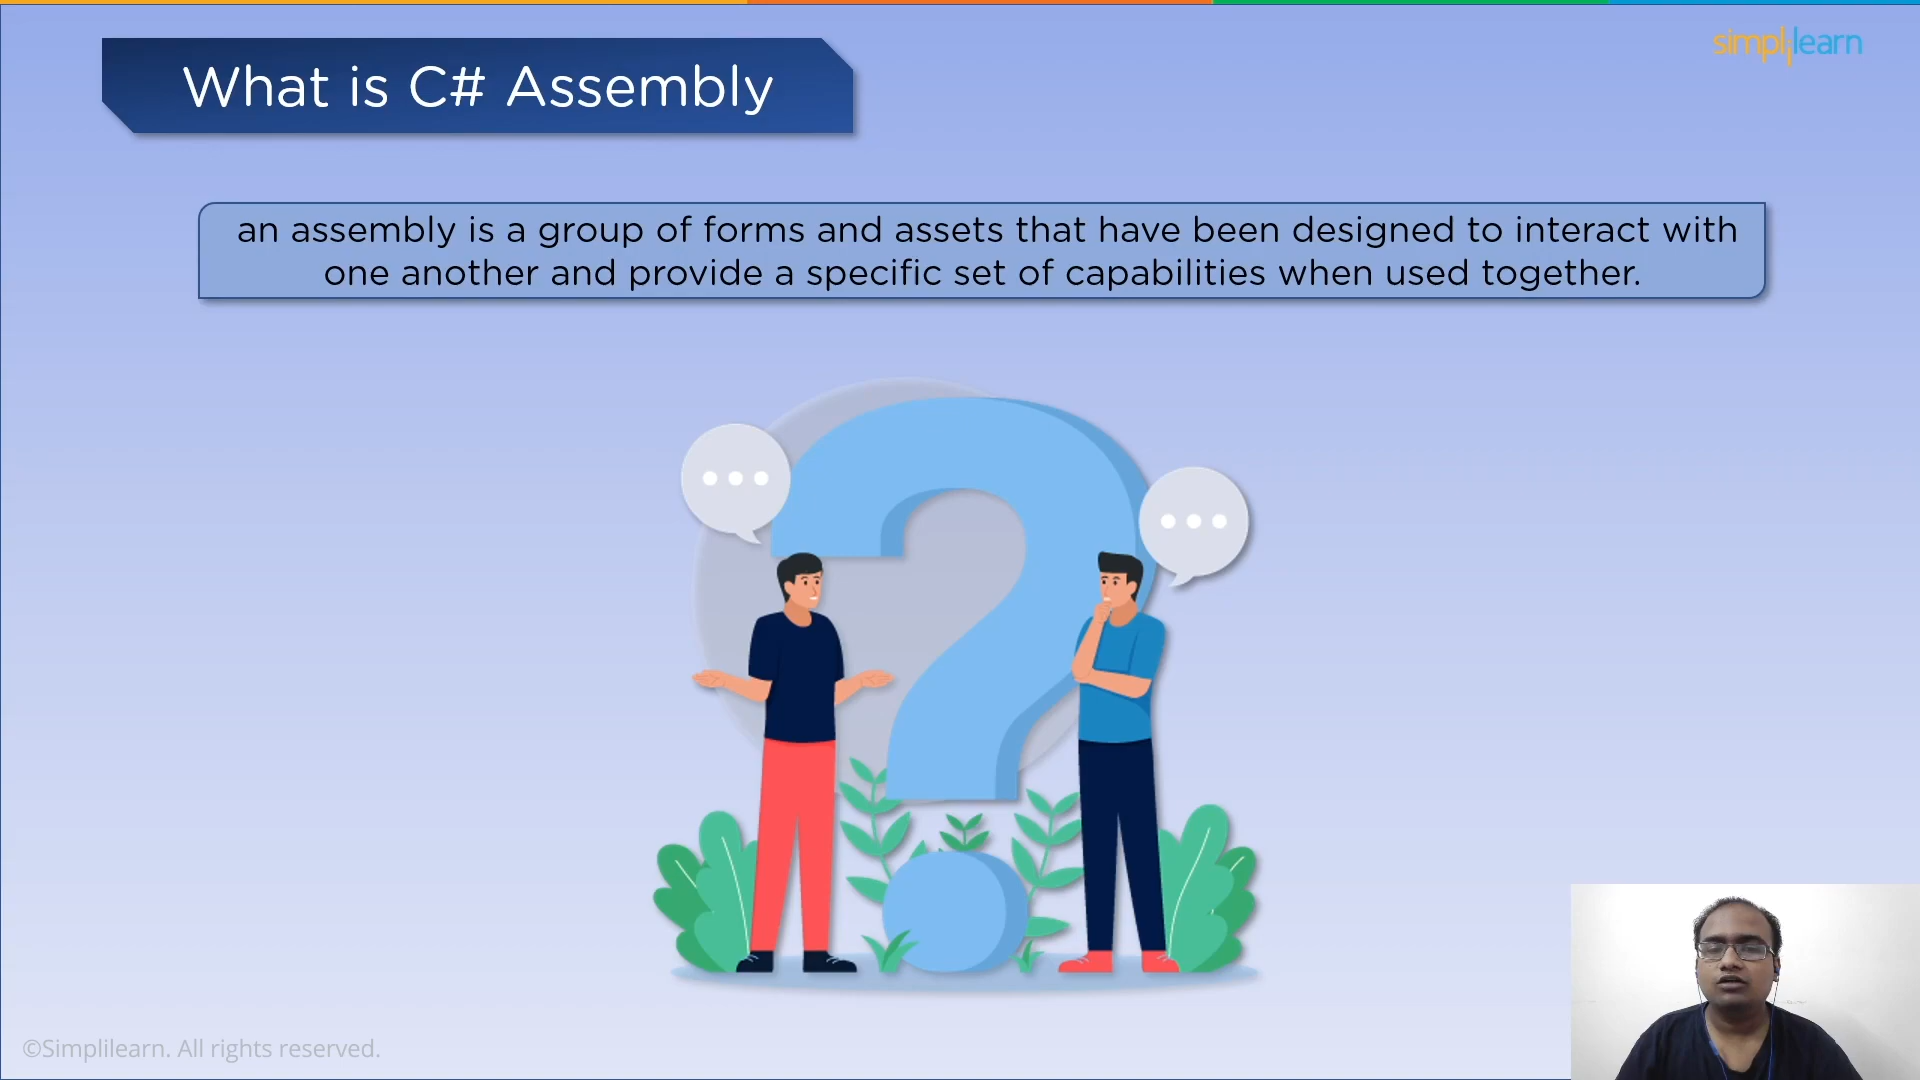 simplilearn
What is C# Assembly
an assembly is a group of forms and assets that have been designed to interact with
one another and provide a specific set of capabilities when used together.
©Simplilearn. All rights reserved.